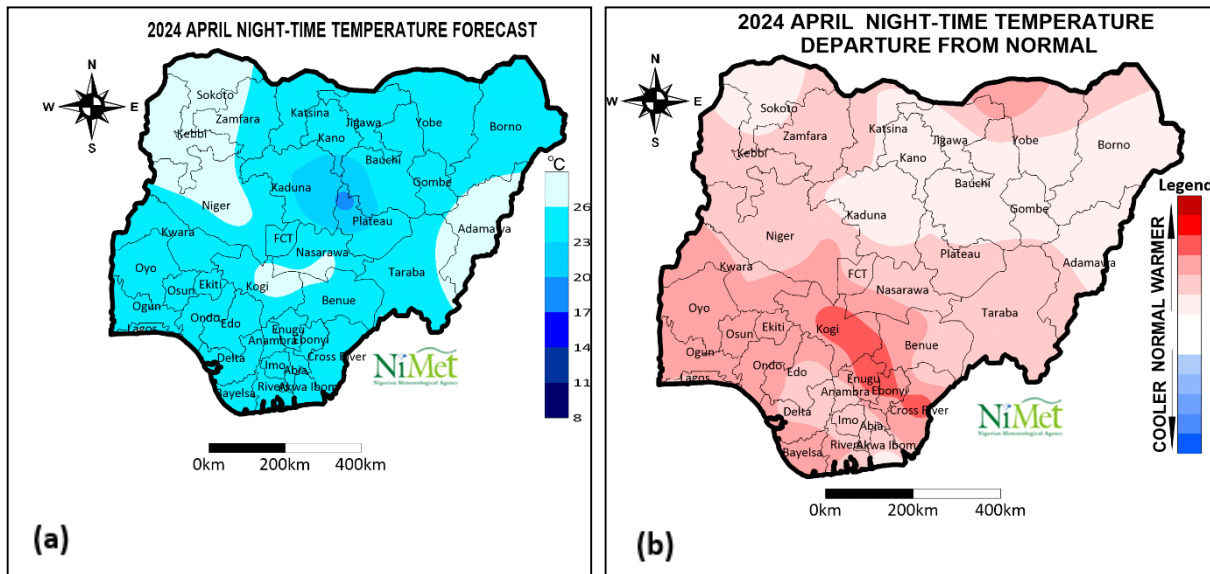 2024 APRIL NIGHT-TIME TEMPERATURE FORECAST
N
W
E
S
Sokoto
Zamfara
Kebbi
Katsina
Kano
Jigawa
Yobe
Borno
Bauchi
Gombe
Kaduna
Niger
Plateau
Adamawa
Kwara
FCT
Nasarawa
Taraba
Oyo
Osun
Ekiti
Kogi
Benue
Ogun
Ondo
Edo
Lagos
Enugu
Anambra
Ebonyi
Delta
Imo
Abia
Cross River
Bayelsa
Rivers
Akwa Ibom
°C
26
23
20
17
14
11
8
NiMet
Nigerian Meteorological Agency
0km
200km
400km
(a)
2024 APRIL NIGHT-TIME TEMPERATURE
DEPARTURE FROM NORMAL
N
W
E
S
Sokoto
Zamfara
Kebbi
Katsina
Kano
Jigawa
Yobe
Borno
Bauchi
Gombe
Kaduna
Niger
Plateau
Adamawa
Kwara
FCT
Nasarawa
Taraba
Oyo
Osun
Ekiti
Kogi
Benue
Ogun
Ondo
Edo
Lagos
Enugu
Anambra
Ebonyi
Delta
Imo
Abia
Cross River
Bayelsa
Rivers
Akwa Ibom
Legend
COOLER NORMAL WARMER
NiMet
Nigerian Meteorological Agency
0km
200km
400km
(b)